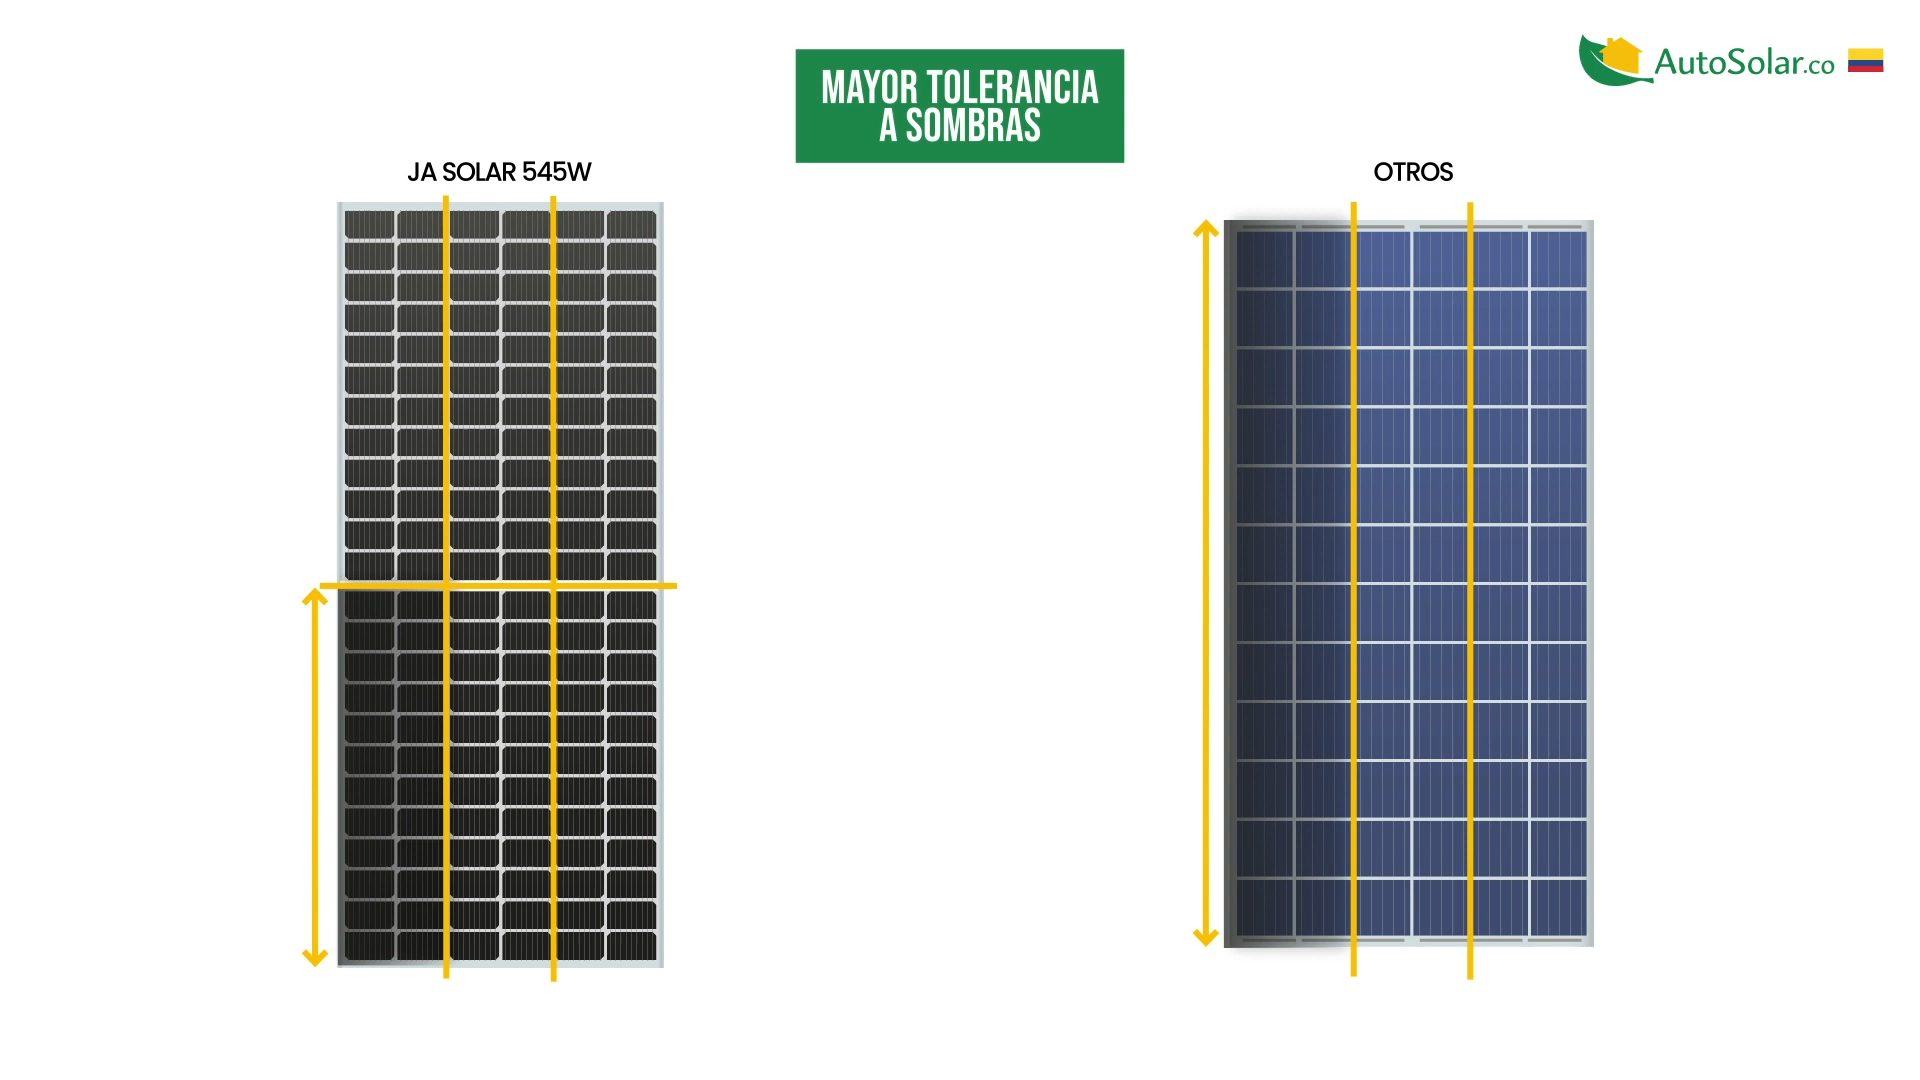 MAYOR TOLERANCIA
A SOMBRAS
AutoSolar.co
JA SOLAR 545W
OTROS